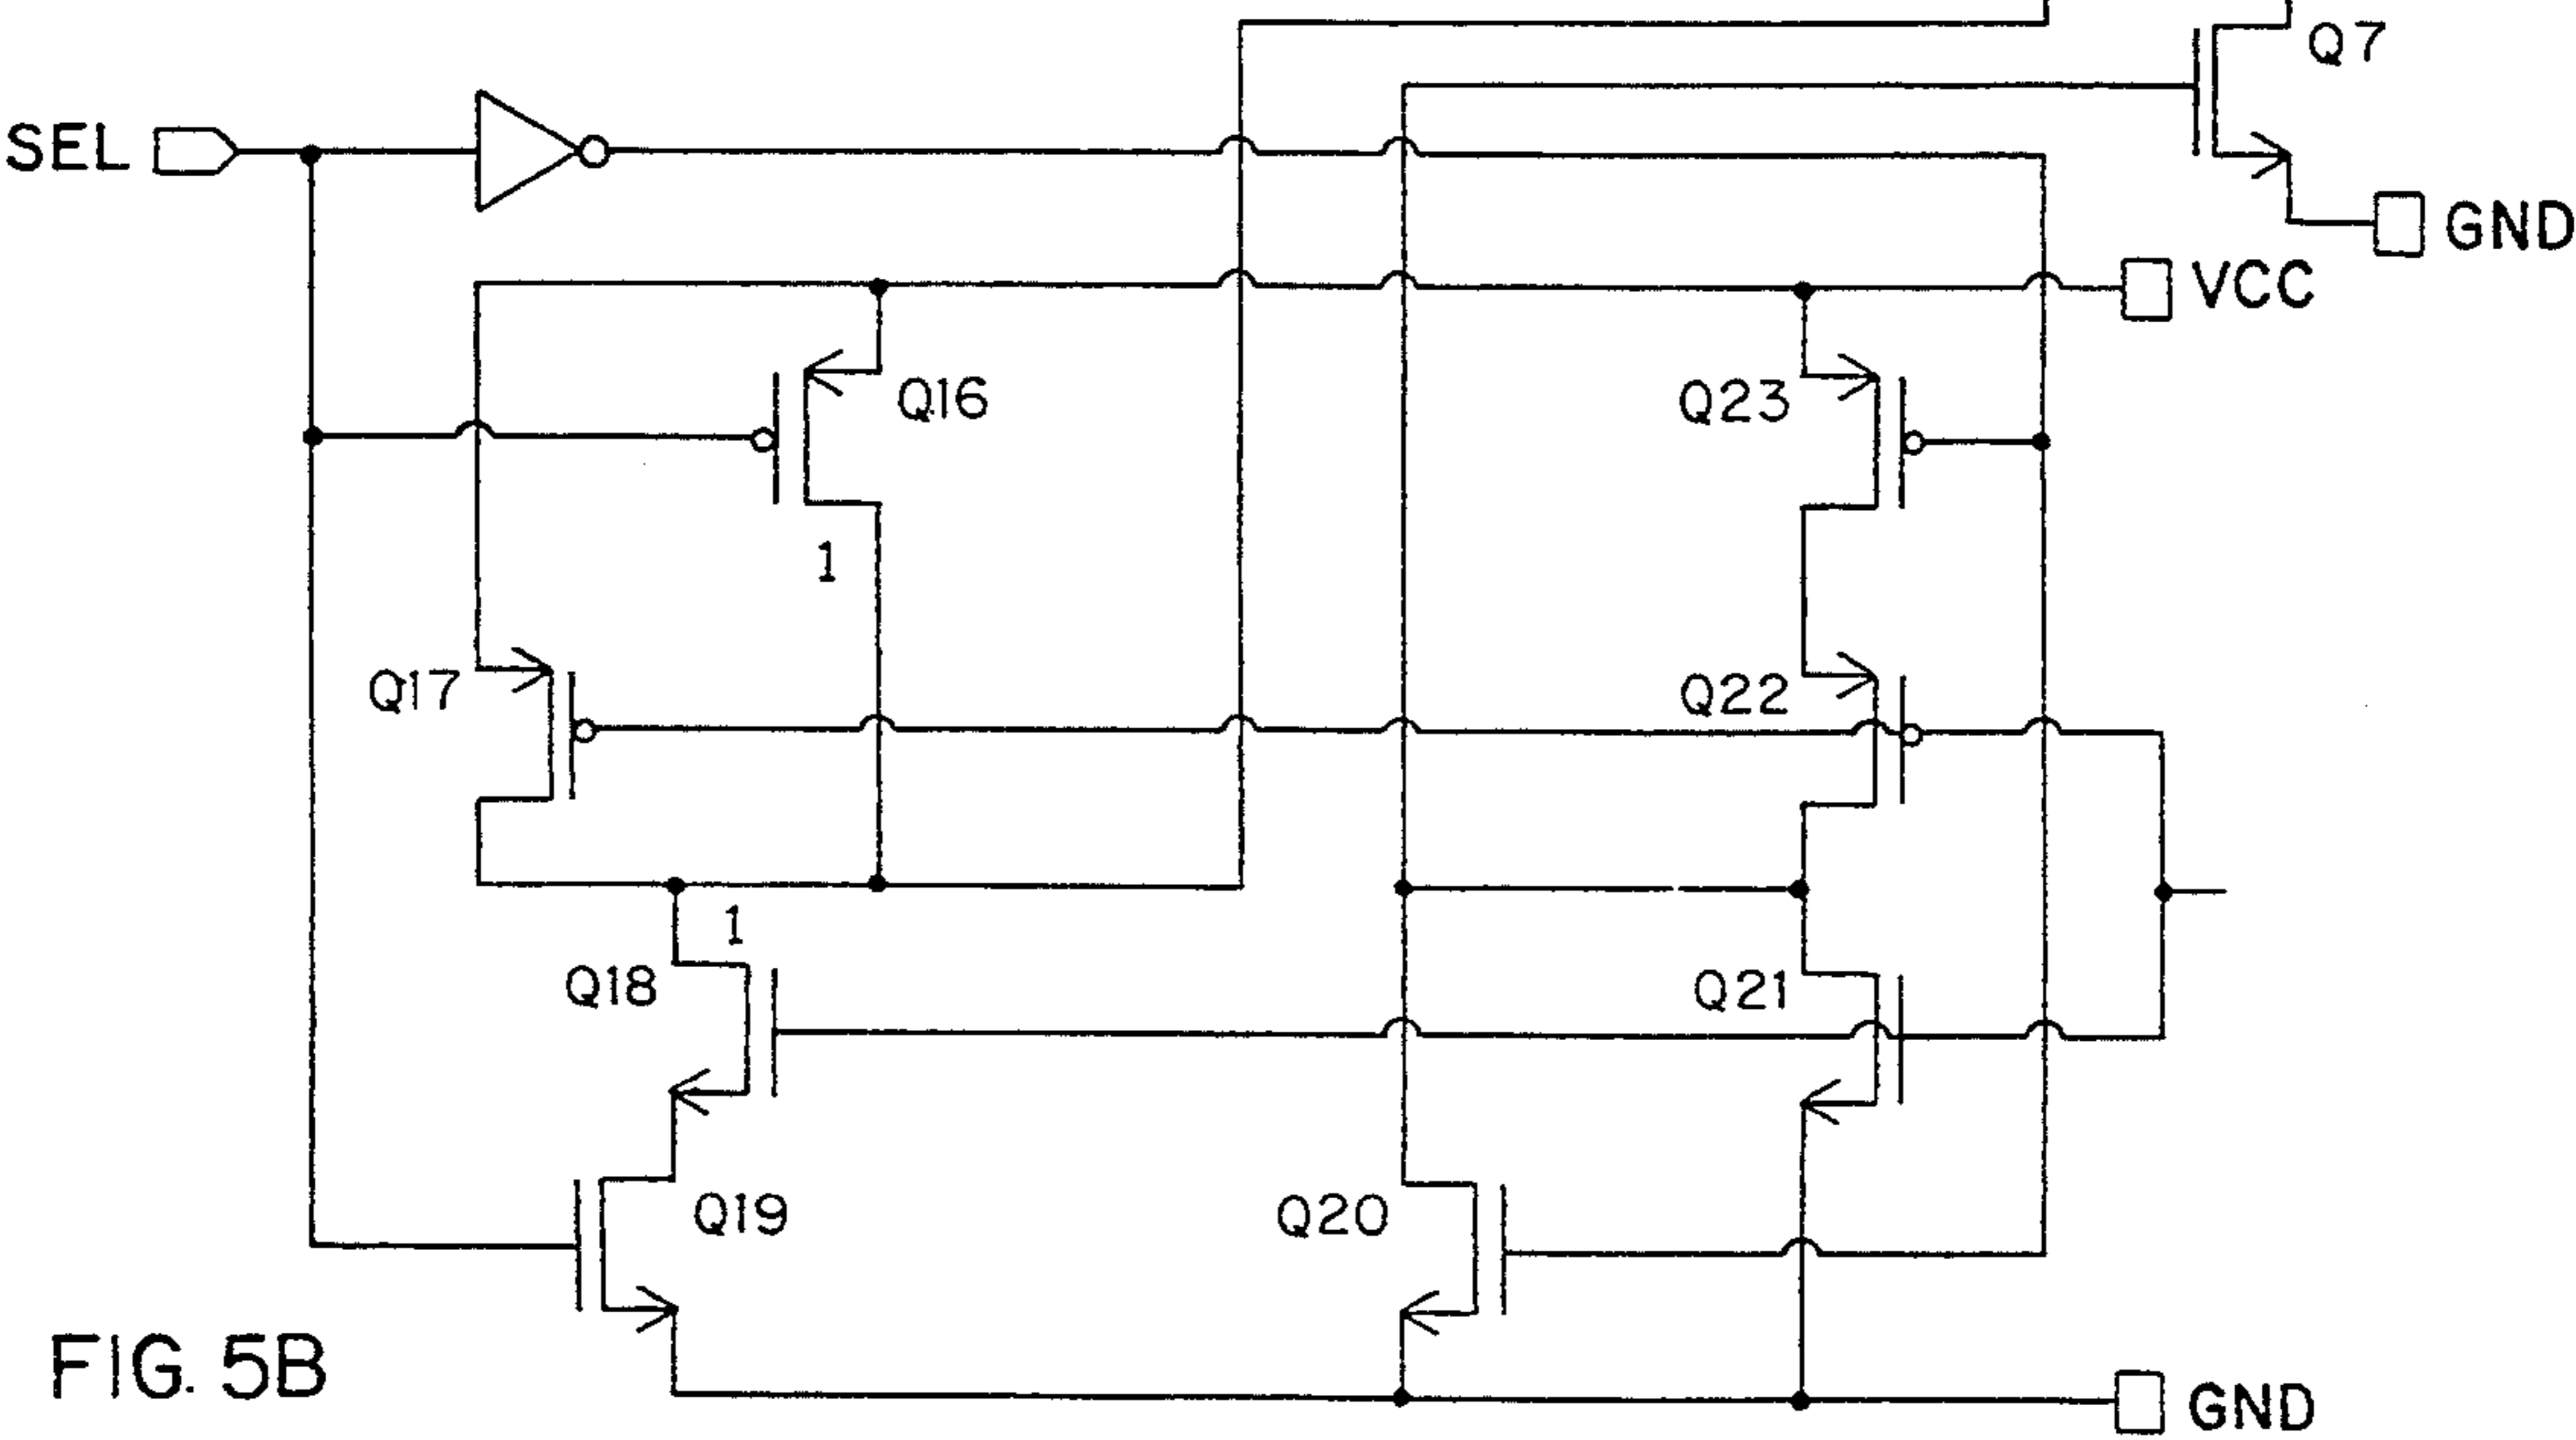 Q7
SEL
GND
VCC
Q16
Q23
1
Q17
Q22
1
Q18
Q21
Q19
Q20
FIG. 5B
GND